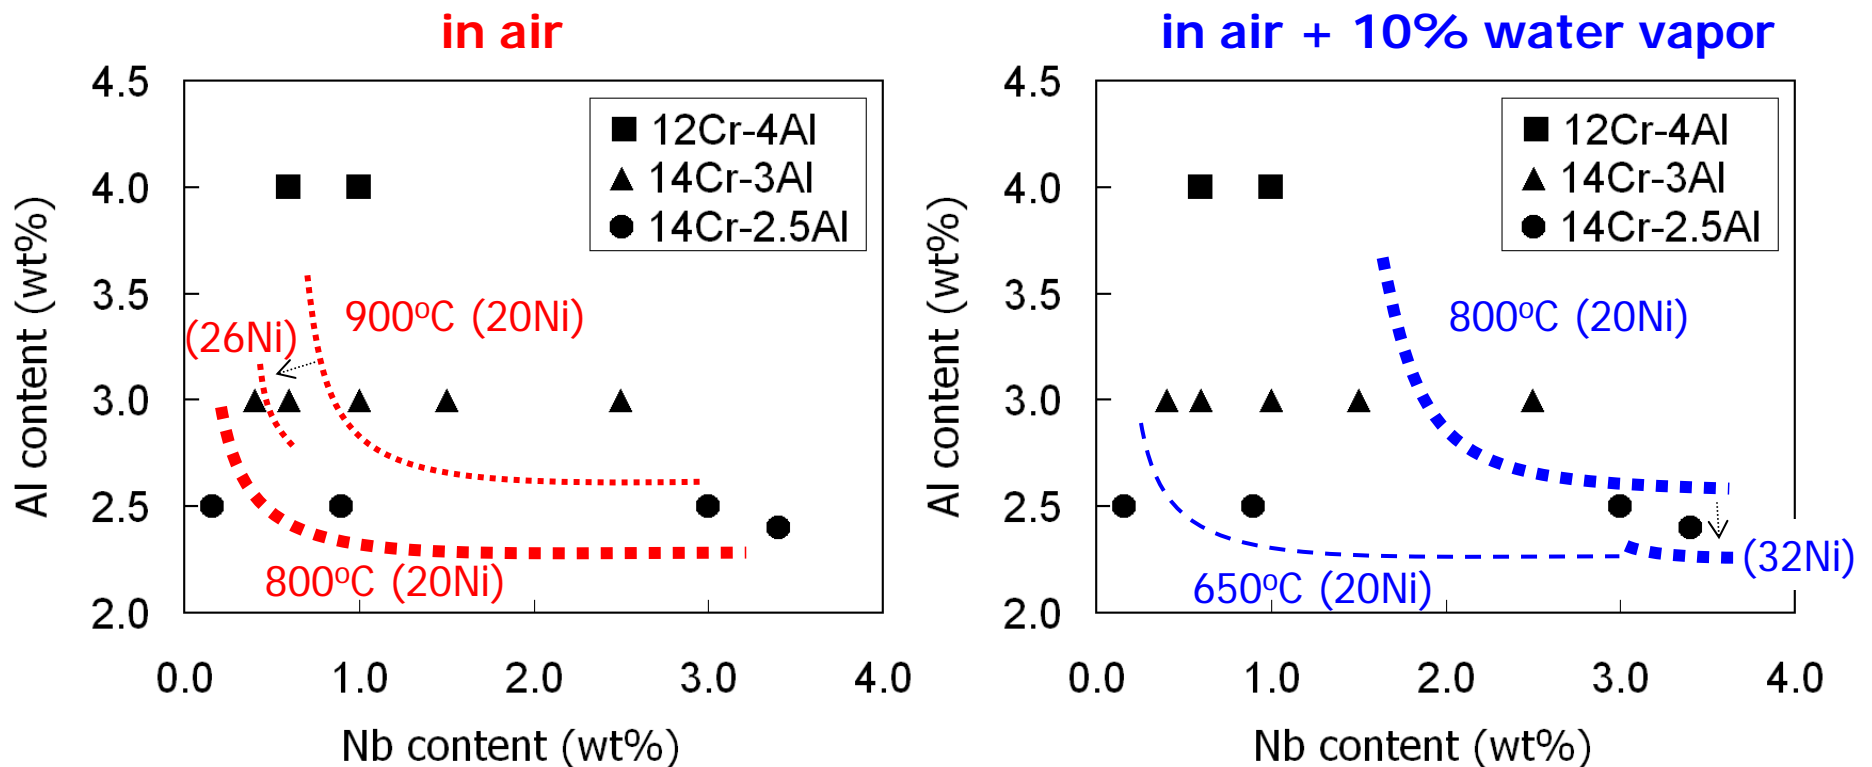 in air
4.5
4.0
3.5
3.0
2.5
2.0
Al content (wt%)
12Cr-4Al
14Cr-3Al
14Cr-2.5Al
900ºC (20Ni)
(26Ni)
800ºC (20Ni)
0.0 1.0 2.0 3.0 4.0
Nb content (wt%)
in air + 10% water vapor
4.5
4.0
3.5
3.0
2.5
2.0
Al content (wt%)
12Cr-4Al
14Cr-3Al
14Cr-2.5Al
800ºC (20Ni)
(32Ni)
650ºC (20Ni)
0.0 1.0 2.0 3.0 4.0
Nb content (wt%)